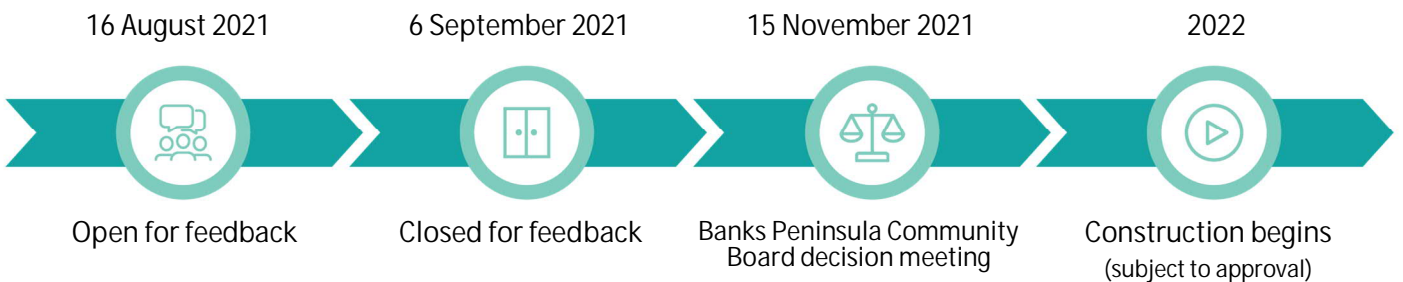 16 August 2021
6 September 2021
15 November 2021
2022
Open for feedback
Closed for feedback
Banks Peninsula Community
Board decision meeting
Construction begins
(subject to approval)